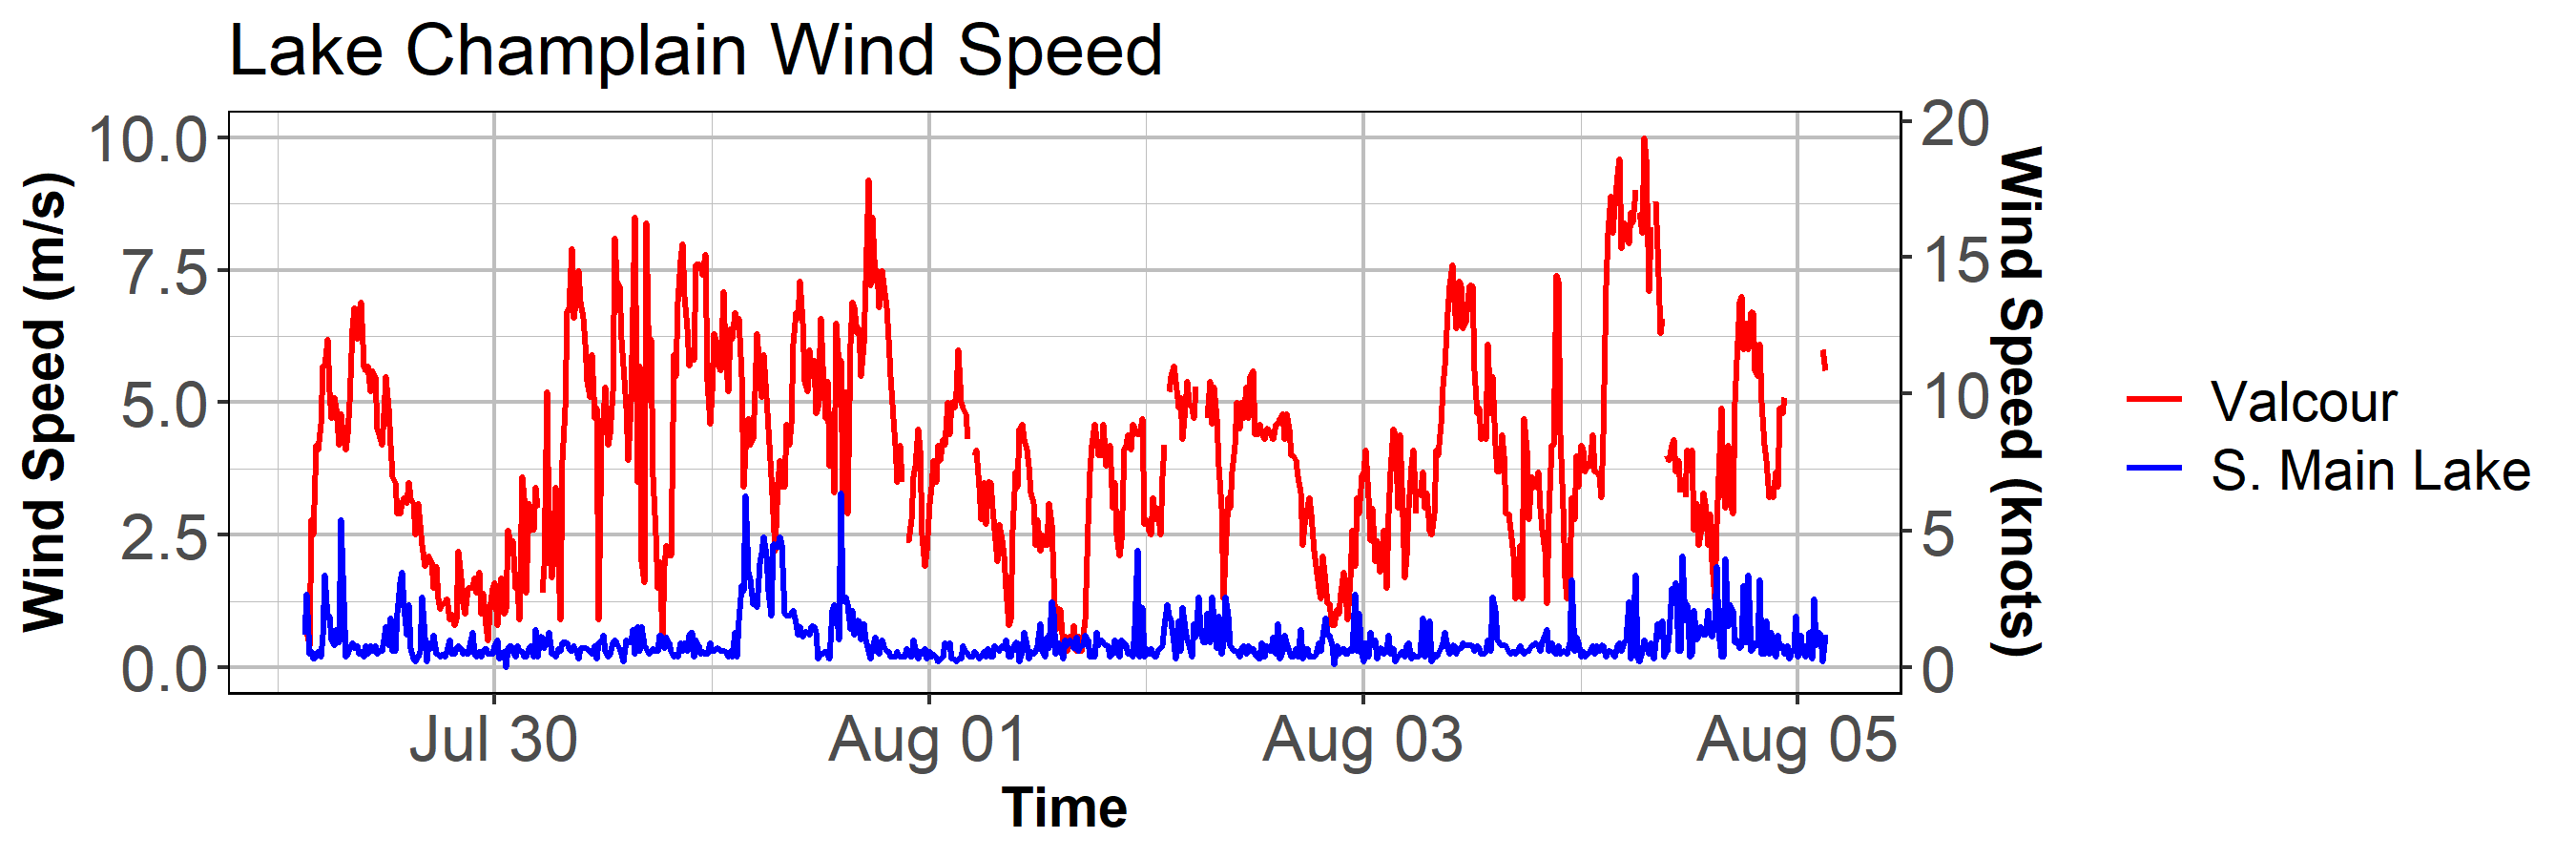 Lake Champlain Wind Speed
Wind Speed (m/s)
10.0
7.5
5.0
2.5
0.0
20
15
10
5
0
Wind Speed (knots)
Jul 30
Aug 01
Aug 03
Aug 05
Time
Valcour
S. Main Lake